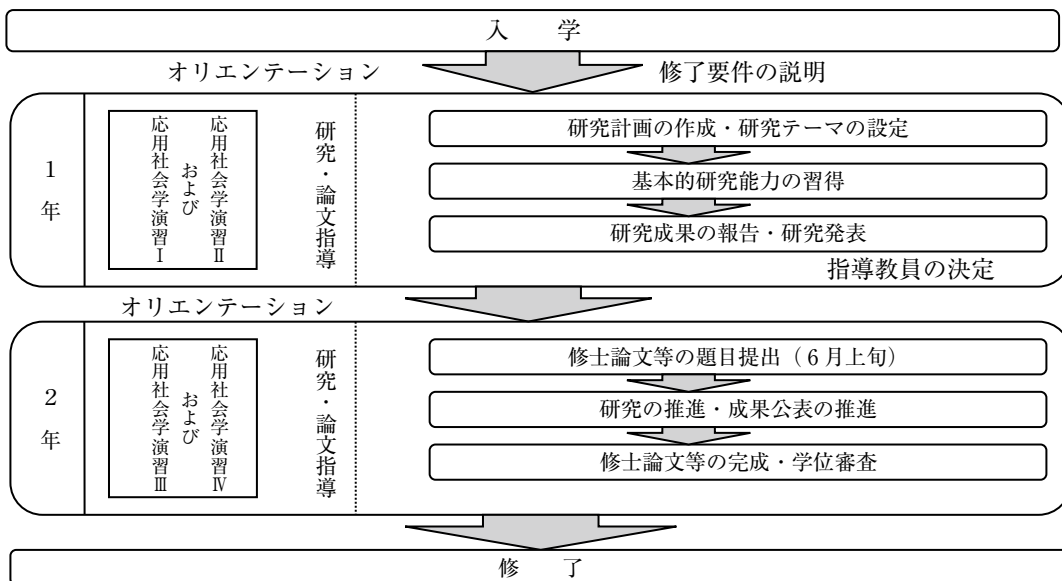 入　学
オリエンテーション
修了要件の説明
1年
応用社会学演習Ⅱ
および
応用社会学演習Ⅰ
研究・論文指導
研究計画の作成・研究テーマの設定
基本的研究能力の習得
研究成果の報告・研究発表
指導教員の決定
オリエンテーション
2年
応用社会学演習Ⅳ
および
応用社会学演習Ⅲ
研究・論文指導
修士論文等の題目提出（6月上旬）
研究の推進・成果公表の推進
修士論文等の完成・学位審査
修　了